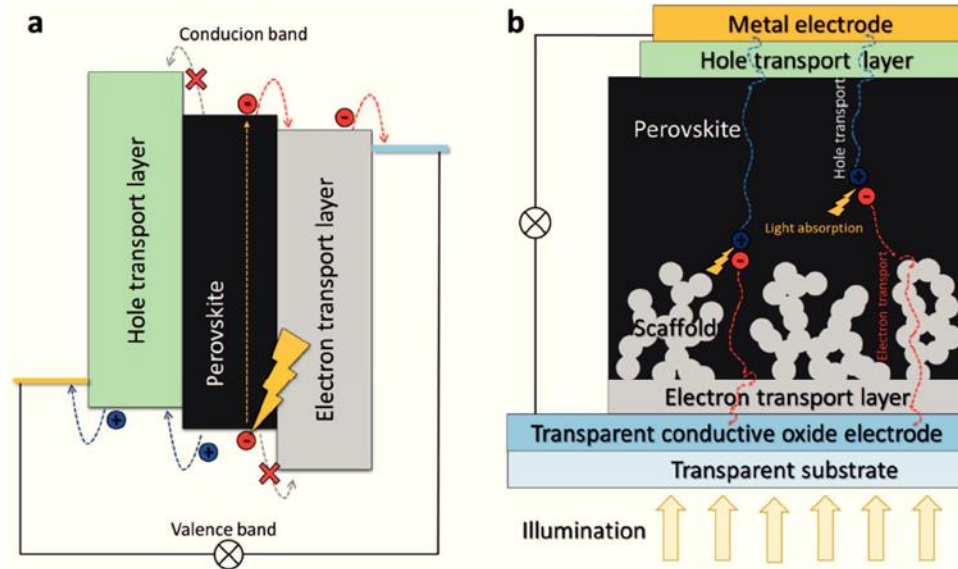 a
Conducion band
Hole transport layer
Perovskite
Electron transport layer
Valence band
b
Metal electrode
Hole transport layer
Perovskite
Hole transport
Light absorption
Electron transport
Scaffold
Electron transport layer
Transparent conductive oxide electrode
Transparent substrate
Illumination